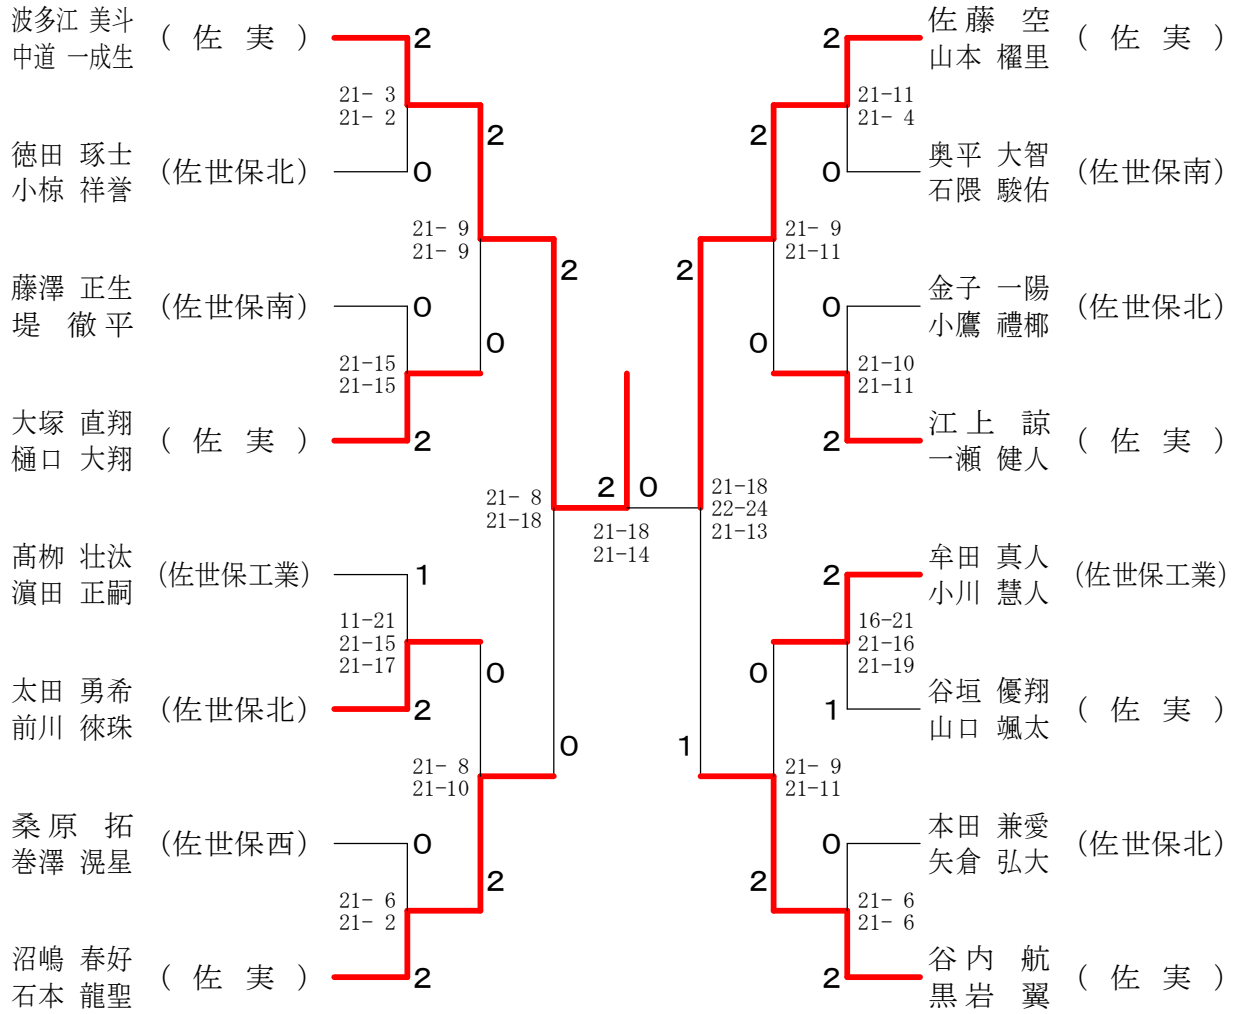 波多江 美斗
中道 一成生
( 佐 実 )
2
21- 3
21- 2
徳田 琢士
小椋 祥誉
(佐世保北)
0
2
21- 9
21- 9
藤澤 正生
堤 徹平
(佐世保南)
0
0
21-15
21-15
大塚 直翔
樋口 大翔
( 佐 実 )
2
2
21- 8
21-18
髙栁 壮汰
濵田 正嗣
(佐世保工業)
1
11-21
21-15
21-17
太田 勇希
前川 徠珠
(佐世保北)
2
0
21- 8
21-10
0
桑原 拓
巻澤 滉星
(佐世保西)
0
2
21- 6
21- 2
沼嶋 春好
石本 龍聖
( 佐 実 )
2
2 0
21-18
21-14
2
佐藤 空
山本 櫂里
( 佐 実 )
21-11
21- 4
2
0
奥平 大智
石隈 駿佑
(佐世保南)
21- 9
21-11
2
0
金子 一陽
小鷹 禮椰
(佐世保北)
0
21-10
21-11
2
江上 諒
一瀬 健人
( 佐 実 )
21-18
22-24
21-13
2
牟田 真人
小川 慧人
(佐世保工業)
16-21
21-16
21-19
0
1
谷垣 優翔
山口 颯太
( 佐 実 )
1
21- 9
21-11
0
本田 兼愛
矢倉 弘大
(佐世保北)
2
21- 6
21- 6
2
谷内 航
黒岩 翼
( 佐 実 )